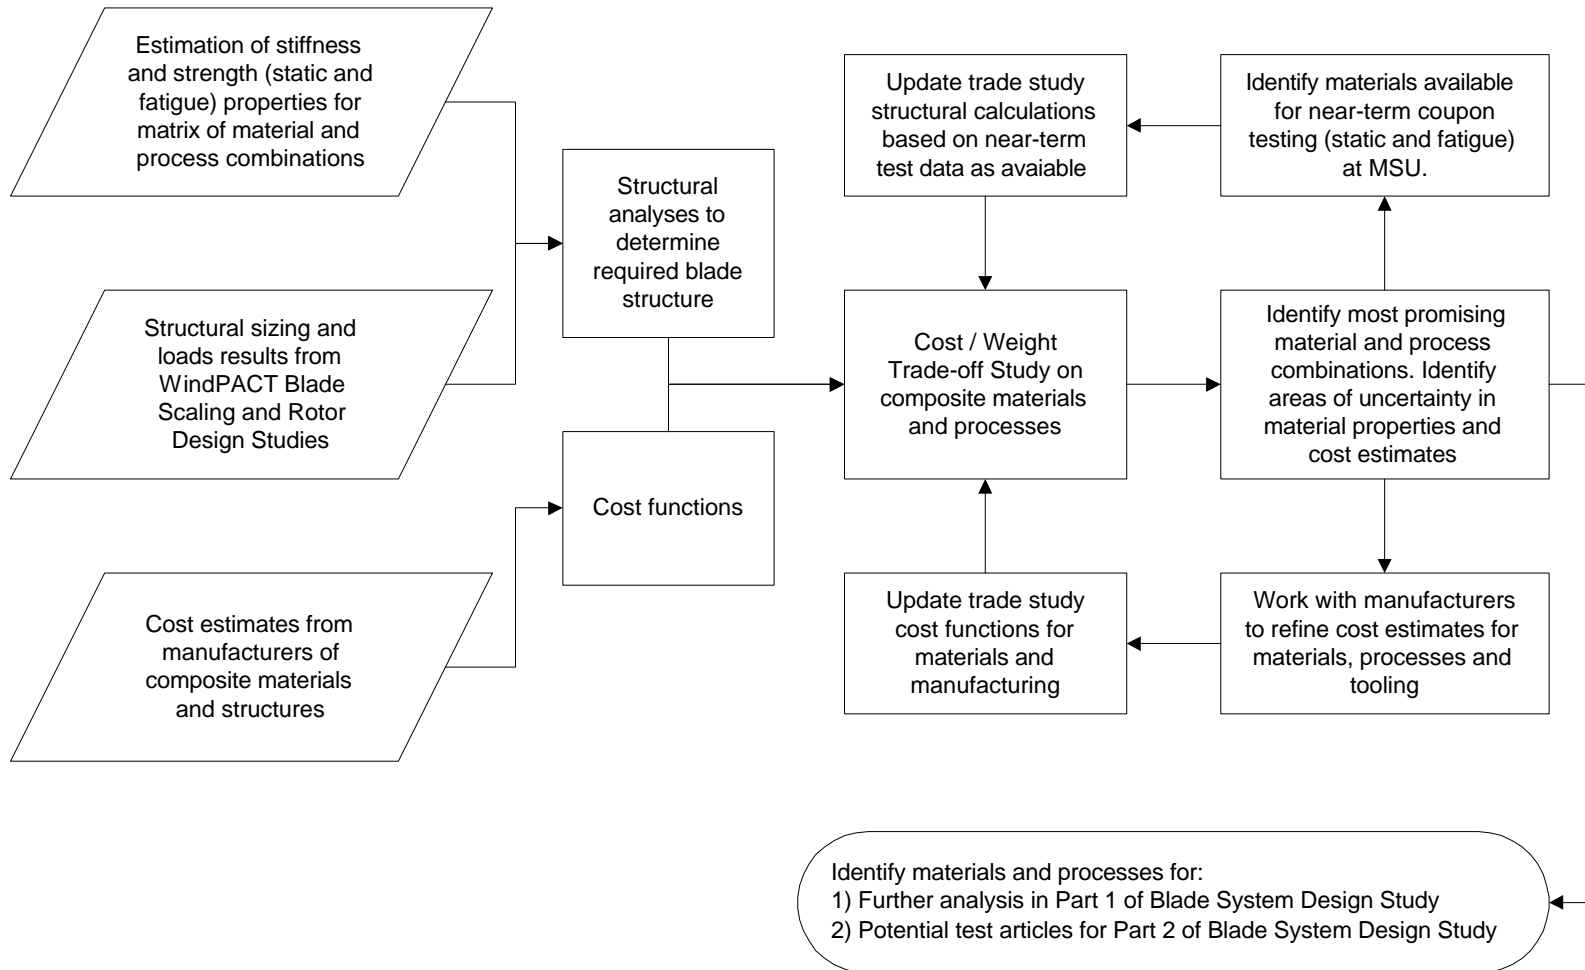 Estimation of stiffness
and strength (static and
fatigue) properties for
matrix of material and
process combinations
Structural sizing and
loads results from
WindPACT Blade
Scaling and Rotor
Design Studies
Cost estimates from
manufacturers of
composite materials
and structures
Structural
analyses to
determine
required blade
structure
Cost functions
Update trade study
structural calculations
based on near-term
test data as avaiable
Identify materials available
for near-term coupon
testing (static and fatigue)
at MSU.
Cost / Weight
Trade-off Study on
composite materials
and processes
Identify most promising
material and process
combinations. Identify
areas of uncertainty in
material properties and
cost estimates
Update trade study
cost functions for
materials and
manufacturing
Work with manufacturers
to refine cost estimates for
materials, processes and
tooling
Identify materials and processes for:
1) Further analysis in Part 1 of Blade System Design Study
2) Potential test articles for Part 2 of Blade System Design Study